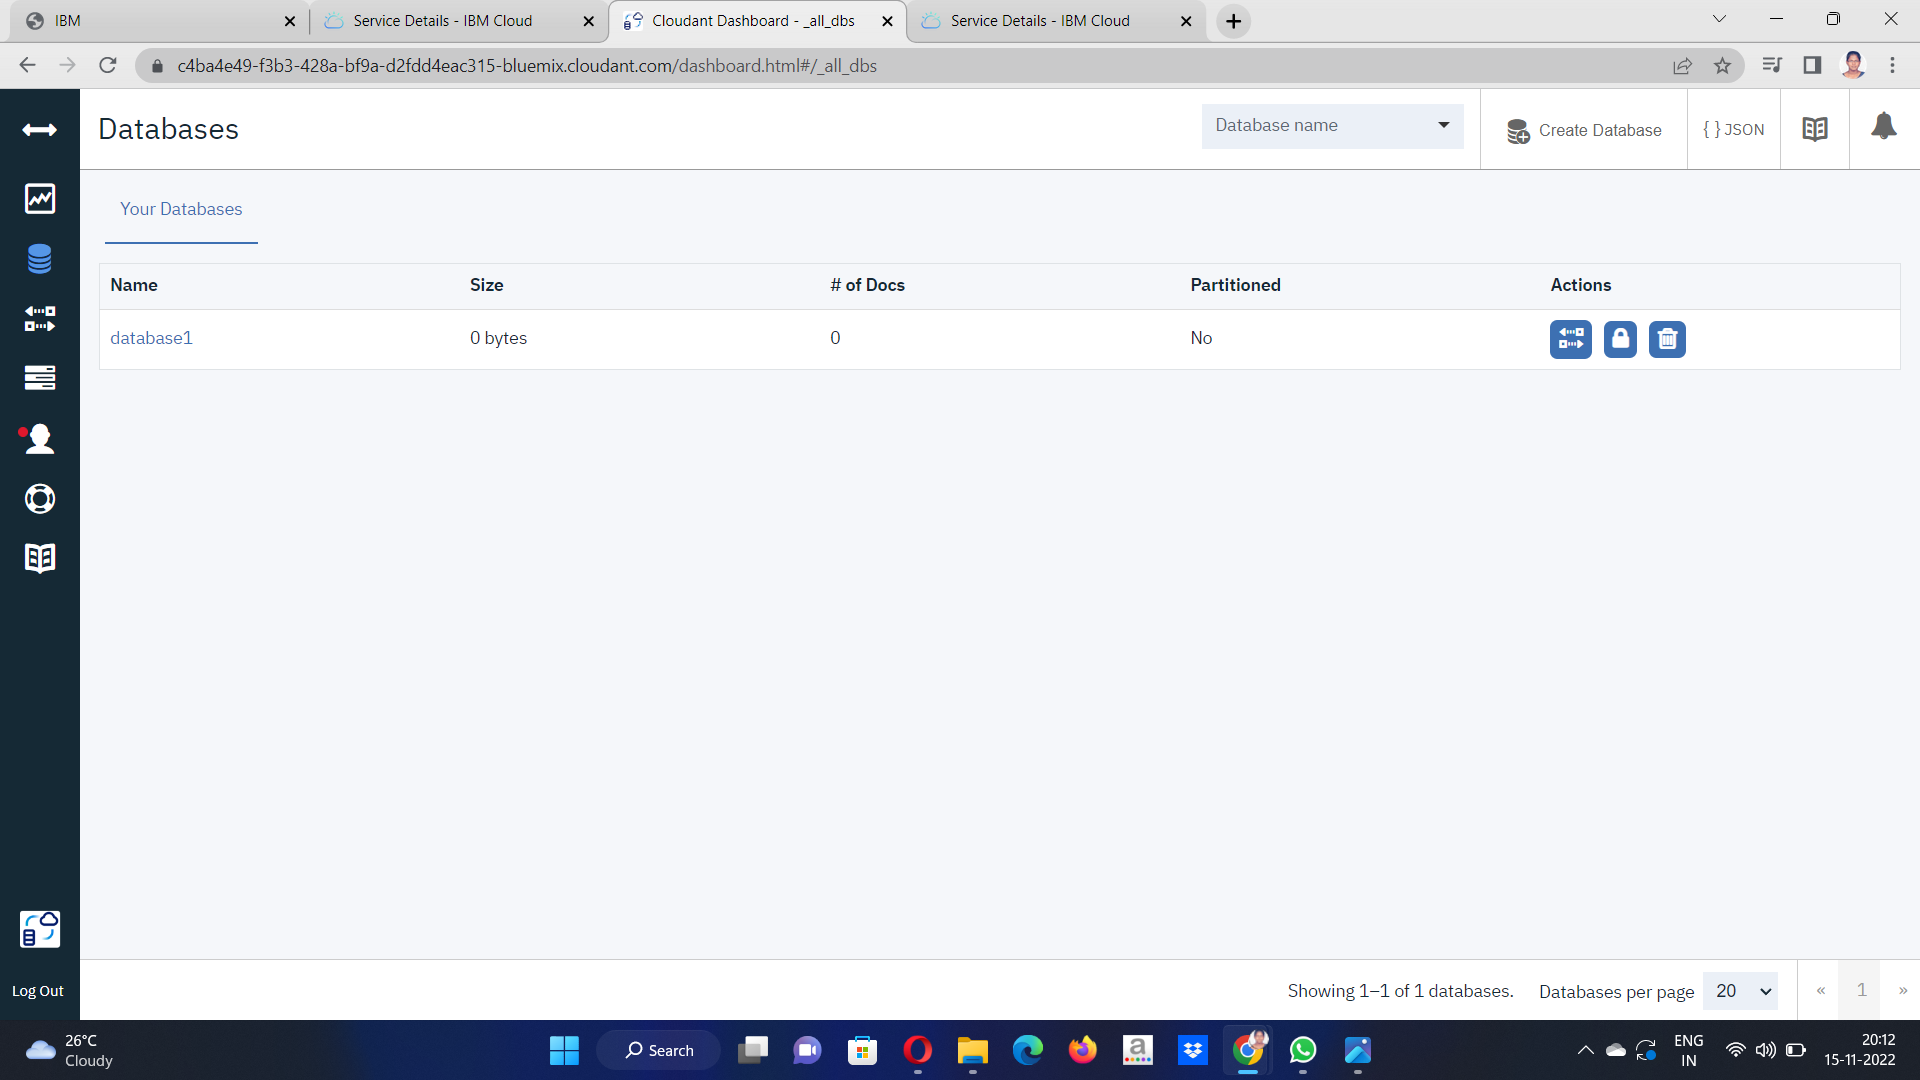 IBM
Service Details - IBM Cloud
Cloudant Dashboard - _all_dbs
Service Details - IBM Cloud
c4ba4e49-f3b3-428a-bf9a-d2fdd4eac315-bluemix.cloudant.com/dashboard.html#/_all_dbs
Databases
Database name
Create Database
{ } JSON
Your Databases
Name Size # of Docs Partitioned Actions
database1 0 bytes 0 No
Log Out
Showing 1–1 of 1 databases.
Databases per page 20
« 1 »
26°C
Cloudy
Search
a
ENG
IN
20:12
15-11-2022